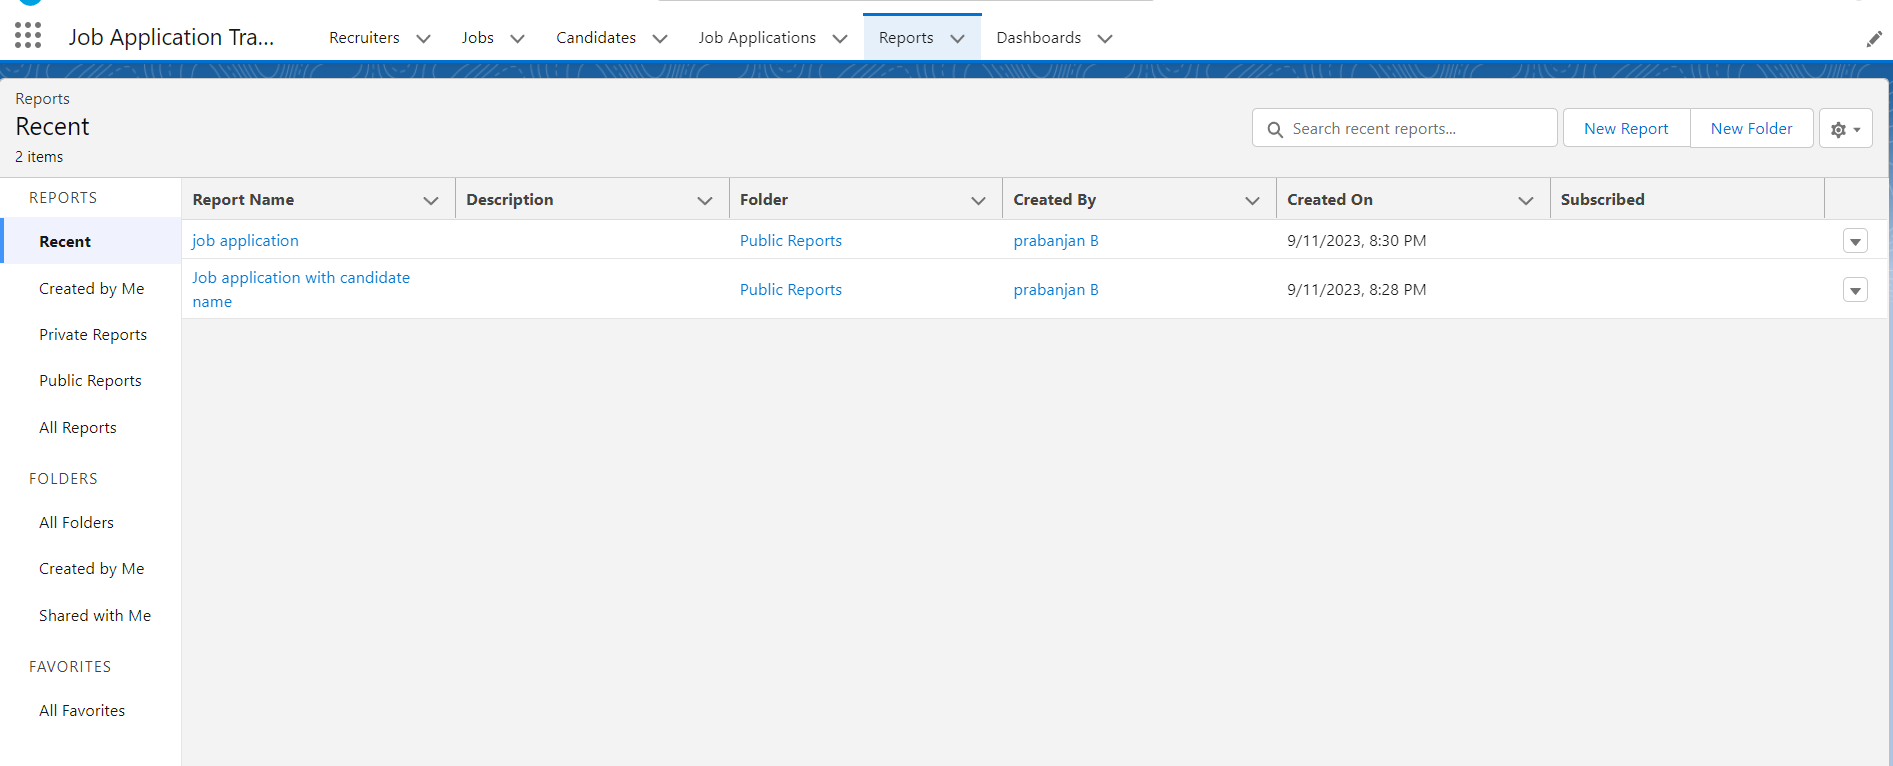 Job Application Tra...
Recruiters
Jobs
Candidates
Job Applications
Reports
Dashboards
Reports
Recent
2 items
Search recent reports...
New Report
New Folder
REPORTS
Recent
Created by Me
Private Reports
Public Reports
All Reports
FOLDERS
All Folders
Created by Me
Shared with Me
FAVORITES
All Favorites
Report Name
Description
Folder
Created By
Created On
Subscribed
job application
Public Reports
prabanjan B
9/11/2023, 8:30 PM
Job application with candidate
name
Public Reports
prabanjan B
9/11/2023, 8:28 PM